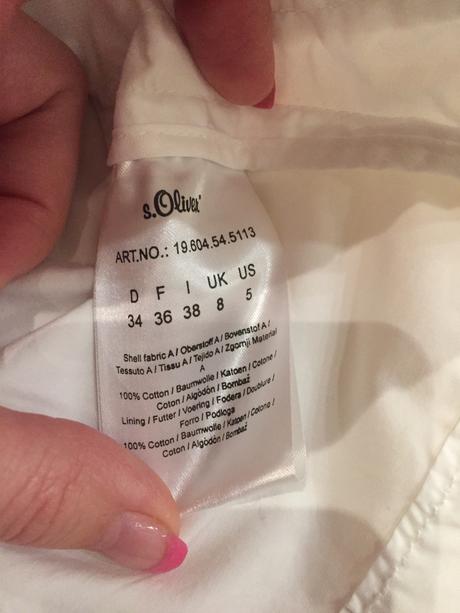 s.Oliver
ART.NO.: 19.604.54.5113
D F I UK US
34 36 38 8 5
Shell fabric A / Oberstoff A / Bovenstof A /
Tessuto A / Tissu A / Tejido A / Zgornji Material
A
100% Cotton / Baumwolle / Katoen / Cotone /
Coton / Algodòn / Bombaž
Lining / Futter / Voering / Fodera / Doublure /
Forro / Podloga
100% Cotton / Baumwolle / Katoen / Cotone /
Coton / Algodòn / Bombaž